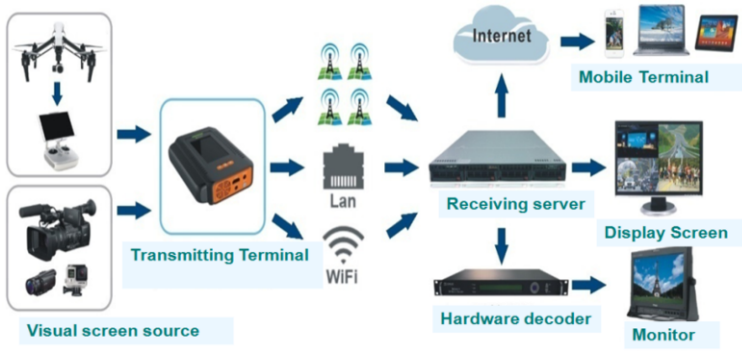 Internet
Mobile Terminal
Lan
Receiving server
Transmitting Terminal
Display Screen
WiFi
Hardware decoder
Visual screen source
Monitor